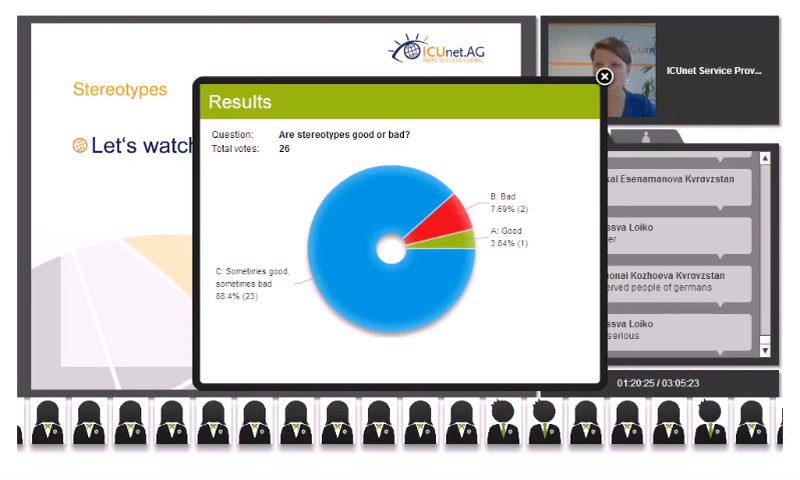 ICUnet.AG
MAKE SUCCESS GLOBAL
Stereotypes
Let's watch
Results
Question: Are stereotypes good or bad?
Total votes: 26
B: Bad
7.69% (2)
A: Good
3.84% (1)
C: Sometimes good,
sometimes bad
88.4% (23)
ICUnet Service Prov...
Esenamanova Kyrgyzstan
Loiko
Kozhoeva Kyrgyzstan
people of germans
Loiko
serious
01:20:25 / 03:05:23